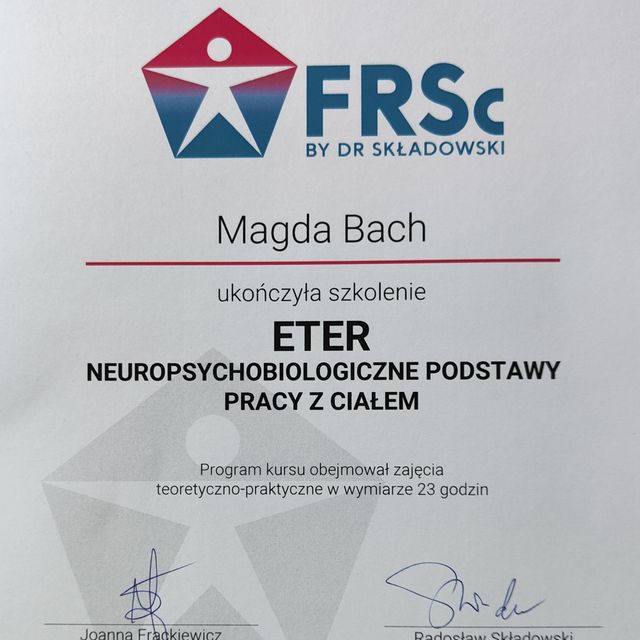 FRSc
BY DR SKŁADOWSKI
Magda Bach
ukończyła szkolenie
ETER
NEUROPSYCHOBIOLOGICZNE PODSTAWY
PRACY Z CIAŁEM
Program kursu obejmował zajęcia
teoretyczno-praktyczne w wymiarze 23 godzin
Joanna Frąckiewicz Radosław Składowski